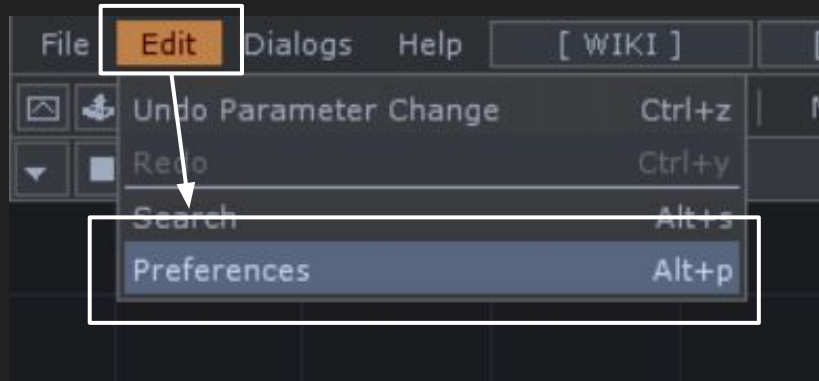 File Edit Dialogs Help [ WIKI ] [
Undo Parameter Change Ctrl+z
Redo Ctrl+y
Search Alt+s
Preferences Alt+p